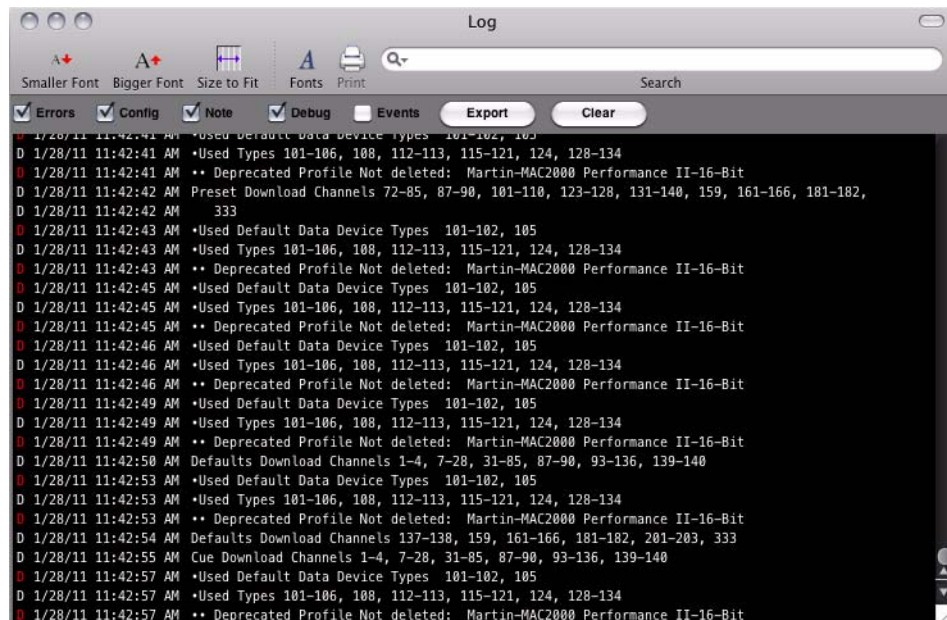 Log
A A
Smaller Font Bigger Font Size to Fit A Fonts Print Search
Errors Config Note Debug Events Export Clear
D 1/28/11 11:42:41 AM •Used Default Data Device Types 101-102, 105
D 1/28/11 11:42:41 AM •Used Types 101-106, 108, 112-113, 115-121, 124, 128-134
D 1/28/11 11:42:41 AM •• Deprecated Profile Not deleted: Martin-MAC2000 Performance II-16-Bit
D 1/28/11 11:42:42 AM Preset Download Channels 72-85, 87-90, 101-110, 123-128, 131-140, 159, 161-166, 181-182,
D 1/28/11 11:42:42 AM 333
D 1/28/11 11:42:43 AM •Used Default Data Device Types 101-102, 105
D 1/28/11 11:42:43 AM •Used Types 101-106, 108, 112-113, 115-121, 124, 128-134
D 1/28/11 11:42:43 AM •• Deprecated Profile Not deleted: Martin-MAC2000 Performance II-16-Bit
D 1/28/11 11:42:45 AM •Used Default Data Device Types 101-102, 105
D 1/28/11 11:42:45 AM •Used Types 101-106, 108, 112-113, 115-121, 124, 128-134
D 1/28/11 11:42:45 AM •• Deprecated Profile Not deleted: Martin-MAC2000 Performance II-16-Bit
D 1/28/11 11:42:46 AM •Used Default Data Device Types 101-102, 105
D 1/28/11 11:42:46 AM •Used Types 101-106, 108, 112-113, 115-121, 124, 128-134
D 1/28/11 11:42:46 AM •• Deprecated Profile Not deleted: Martin-MAC2000 Performance II-16-Bit
D 1/28/11 11:42:49 AM •Used Default Data Device Types 101-102, 105
D 1/28/11 11:42:49 AM •Used Types 101-106, 108, 112-113, 115-121, 124, 128-134
D 1/28/11 11:42:49 AM •• Deprecated Profile Not deleted: Martin-MAC2000 Performance II-16-Bit
D 1/28/11 11:42:50 AM Defaults Download Channels 1-4, 7-28, 31-85, 87-90, 93-136, 139-140
D 1/28/11 11:42:53 AM •Used Default Data Device Types 101-102, 105
D 1/28/11 11:42:53 AM •Used Types 101-106, 108, 112-113, 115-121, 124, 128-134
D 1/28/11 11:42:53 AM •• Deprecated Profile Not deleted: Martin-MAC2000 Performance II-16-Bit
D 1/28/11 11:42:54 AM Defaults Download Channels 137-138, 159, 161-166, 181-182, 201-203, 333
D 1/28/11 11:42:55 AM Cue Download Channels 1-4, 7-28, 31-85, 87-90, 93-136, 139-140
D 1/28/11 11:42:57 AM •Used Default Data Device Types 101-102, 105
D 1/28/11 11:42:57 AM •Used Types 101-106, 108, 112-113, 115-121, 124, 128-134
D 1/28/11 11:42:57 AM •• Deprecated Profile Not deleted: Martin-MAC2000 Performance II-16-Bit